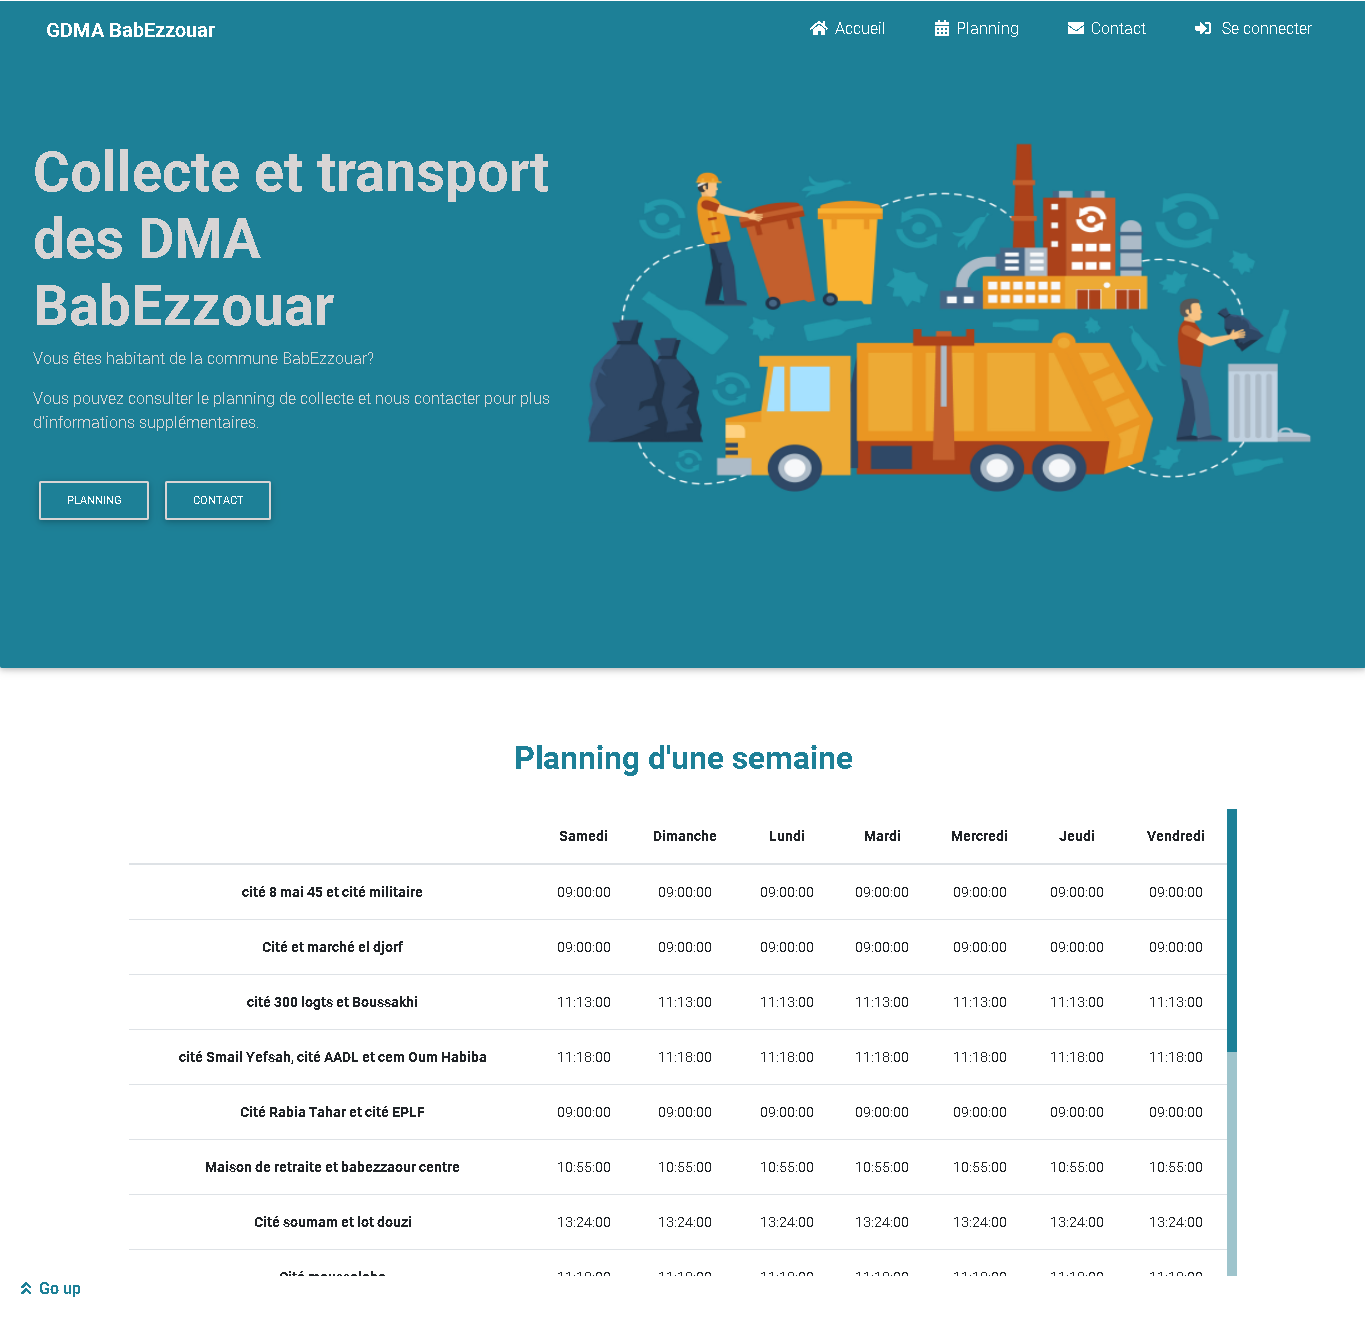 GDMA BabEzzouar
Accueil
Planning
Contact
Se connecter
Collecte et transport
des DMA
BabEzzouar
Vous êtes habitant de la commune BabEzzouar?
Vous pouvez consulter le planning de collecte et nous contacter pour plus
d'informations supplémentaires.
PLANNING
CONTACT
Planning d'une semaine
Samedi Dimanche Lundi Mardi Mercredi Jeudi Vendredi
cité 8 mai 45 et cité militaire 09:00:00 09:00:00 09:00:00 09:00:00 09:00:00 09:00:00 09:00:00
Cité et marché el djorf 09:00:00 09:00:00 09:00:00 09:00:00 09:00:00 09:00:00 09:00:00
cité 300 logts et Boussakhi 11:13:00 11:13:00 11:13:00 11:13:00 11:13:00 11:13:00 11:13:00
cité Smail Yefsah, cité AADL et cem Oum Habiba 11:18:00 11:18:00 11:18:00 11:18:00 11:18:00 11:18:00 11:18:00
Cité Rabia Tahar et cité EPLF 09:00:00 09:00:00 09:00:00 09:00:00 09:00:00 09:00:00 09:00:00
Maison de retraite et babezzaour centre 10:55:00 10:55:00 10:55:00 10:55:00 10:55:00 10:55:00 10:55:00
Cité soumam et lot douzi 13:24:00 13:24:00 13:24:00 13:24:00 13:24:00 13:24:00 13:24:00
Cité
Go up